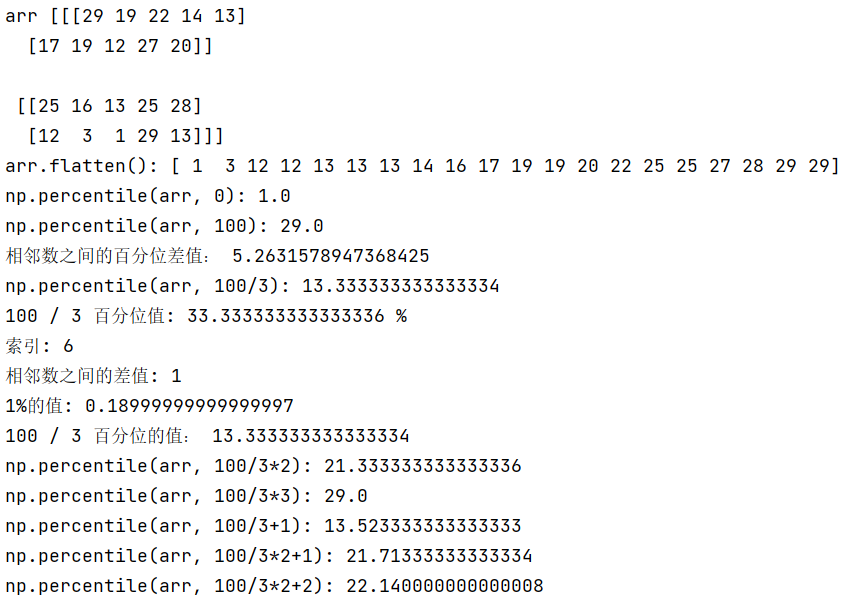 arr [[[29 19 22 14 13]
  [17 19 12 27 20]]
 [[25 16 13 25 28]
  [12  3  1 29 13]]]
arr.flatten(): [ 1  3 12 12 13 13 13 14 16 17 19 19 20 22 25 25 27 28 29 29]
np.percentile(arr, 0): 1.0
np.percentile(arr, 100): 29.0
相邻数之间的百分位差值： 5.2631578947368425
np.percentile(arr, 100/3): 13.333333333333334
100 / 3 百分位值: 33.333333333333336 %
索引: 6
相邻数之间的差值: 1
1%的值: 0.18999999999999997
100 / 3 百分位的值： 13.333333333333334
np.percentile(arr, 100/3*2): 21.333333333333336
np.percentile(arr, 100/3*3): 29.0
np.percentile(arr, 100/3+1): 13.523333333333333
np.percentile(arr, 100/3*2+1): 21.71333333333334
np.percentile(arr, 100/3*2+2): 22.140000000000008